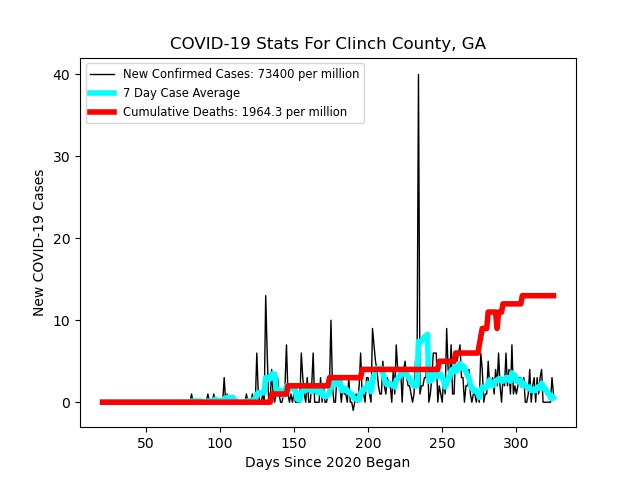 COVID-19 Stats For Clinch County, GA
New Confirmed Cases: 73400 per million
7 Day Case Average
Cumulative Deaths: 1964.3 per million
New COVID-19 Cases
40
30
20
10
0
50 100 150 200 250 300
Days Since 2020 Began